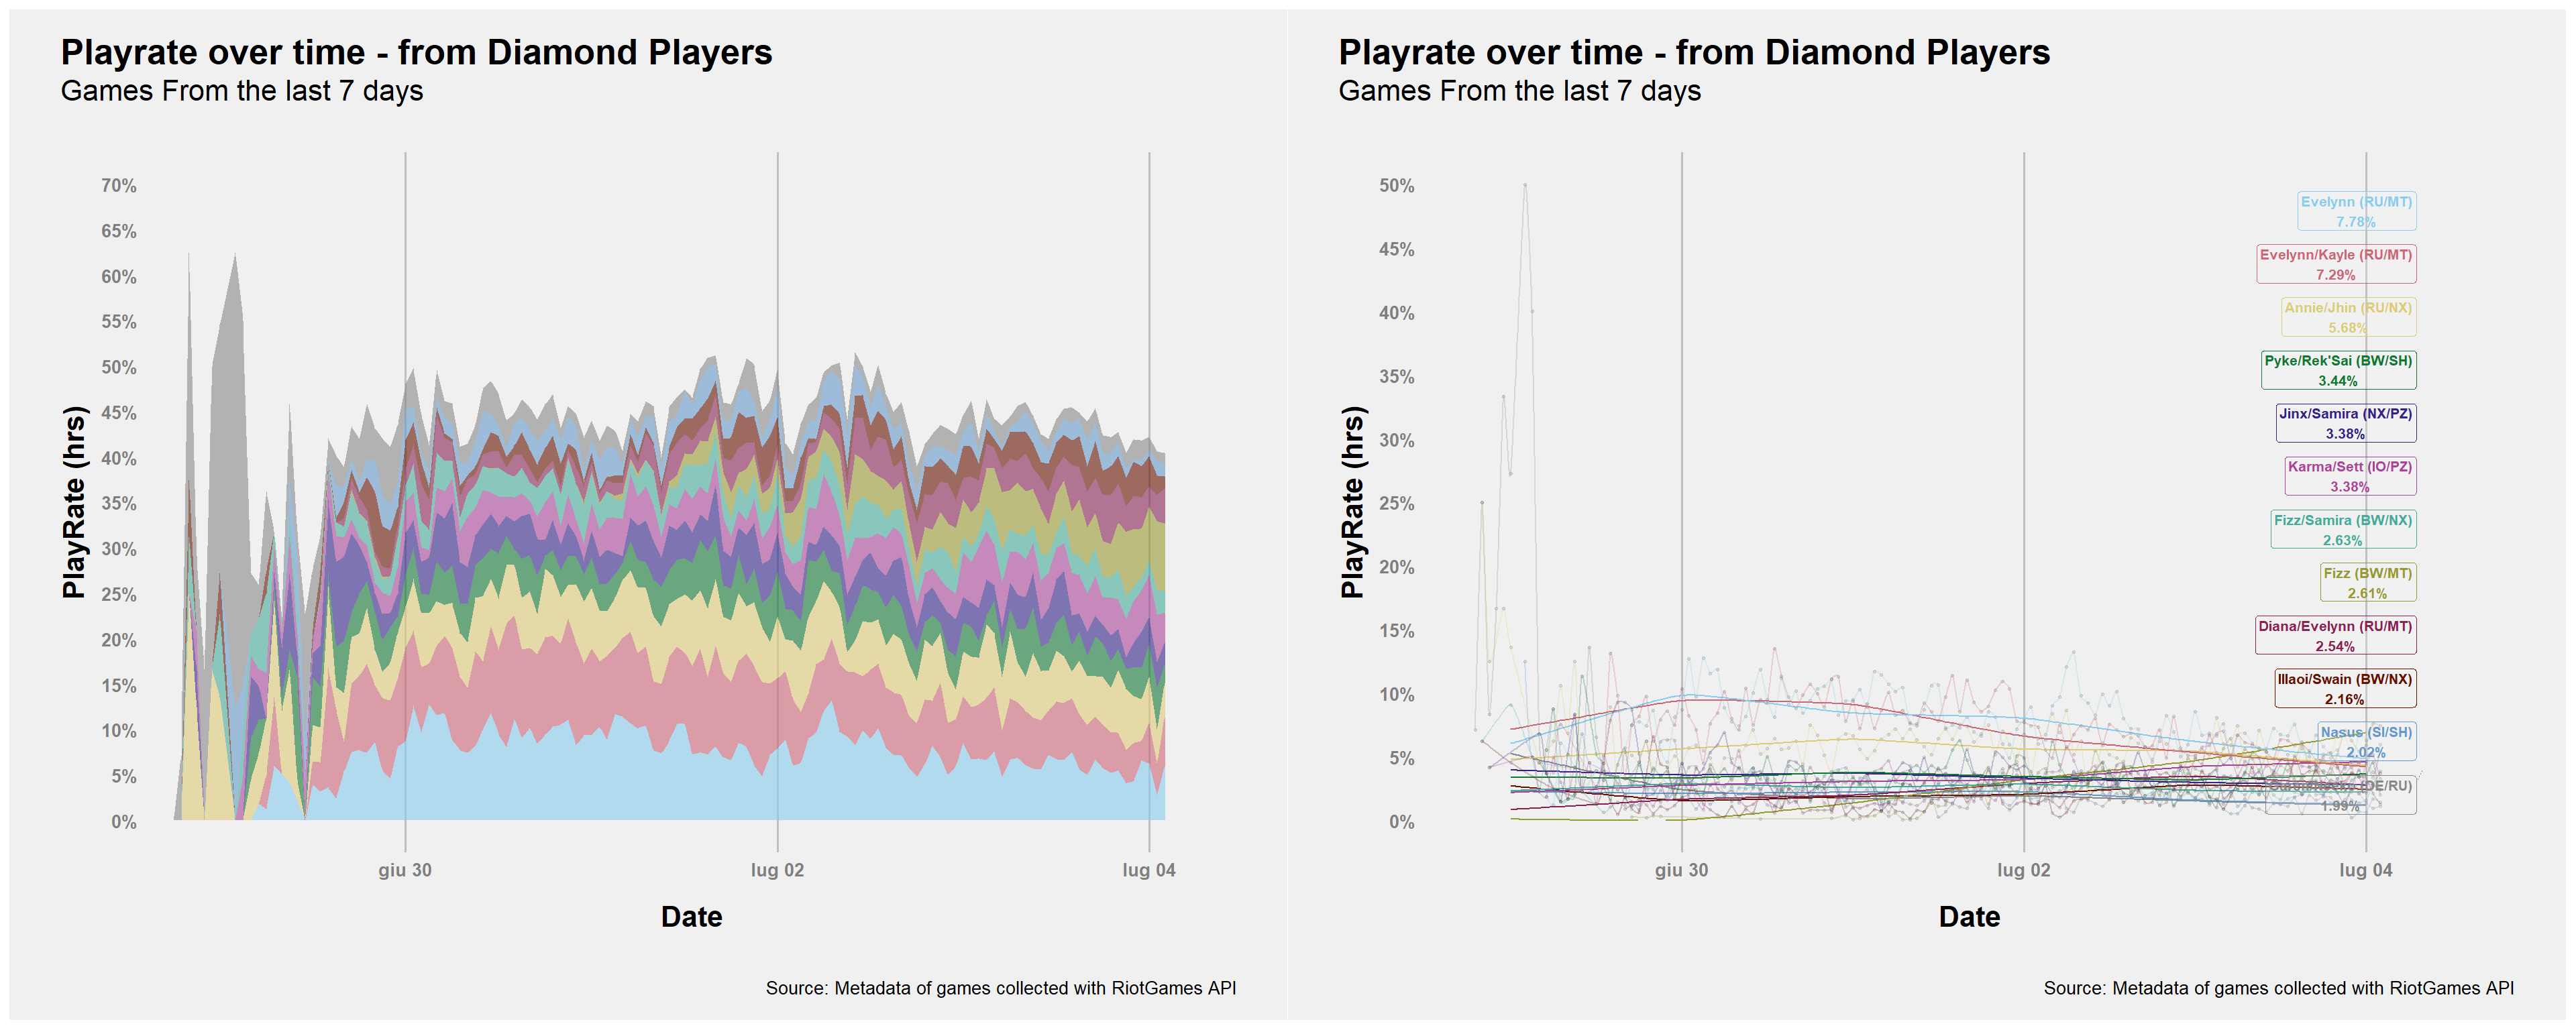 Playrate over time - from Diamond Players
Games From the last 7 days
70%
65%
60%
55%
50%
45%
40%
35%
30%
25%
20%
15%
10%
5%
0%
PlayRate (hrs)
giu 30
lug 02
lug 04
Date
Source: Metadata of games collected with RiotGames API
Playrate over time - from Diamond Players
Games From the last 7 days
50%
45%
40%
35%
30%
25%
20%
15%
10%
5%
0%
PlayRate (hrs)
Evelynn (RU/MT)
7.78%
Evelynn/Kayle (RU/MT)
7.29%
Annie/Jhin (RU/NX)
5.68%
Pyke/Rek'Sai (BW/SH)
3.44%
Jinx/Samira (NX/PZ)
3.38%
Karma/Sett (IO/PZ)
3.38%
Fizz/Samira (BW/NX)
2.63%
Fizz (BW/MT)
2.61%
Diana/Evelynn (RU/MT)
2.54%
Illaoi/Swain (BW/NX)
2.16%
Nasus (SI/SH)
2.02%
DE/RU)
1.99%
giu 30
lug 02
lug 04
Date
Source: Metadata of games collected with RiotGames API